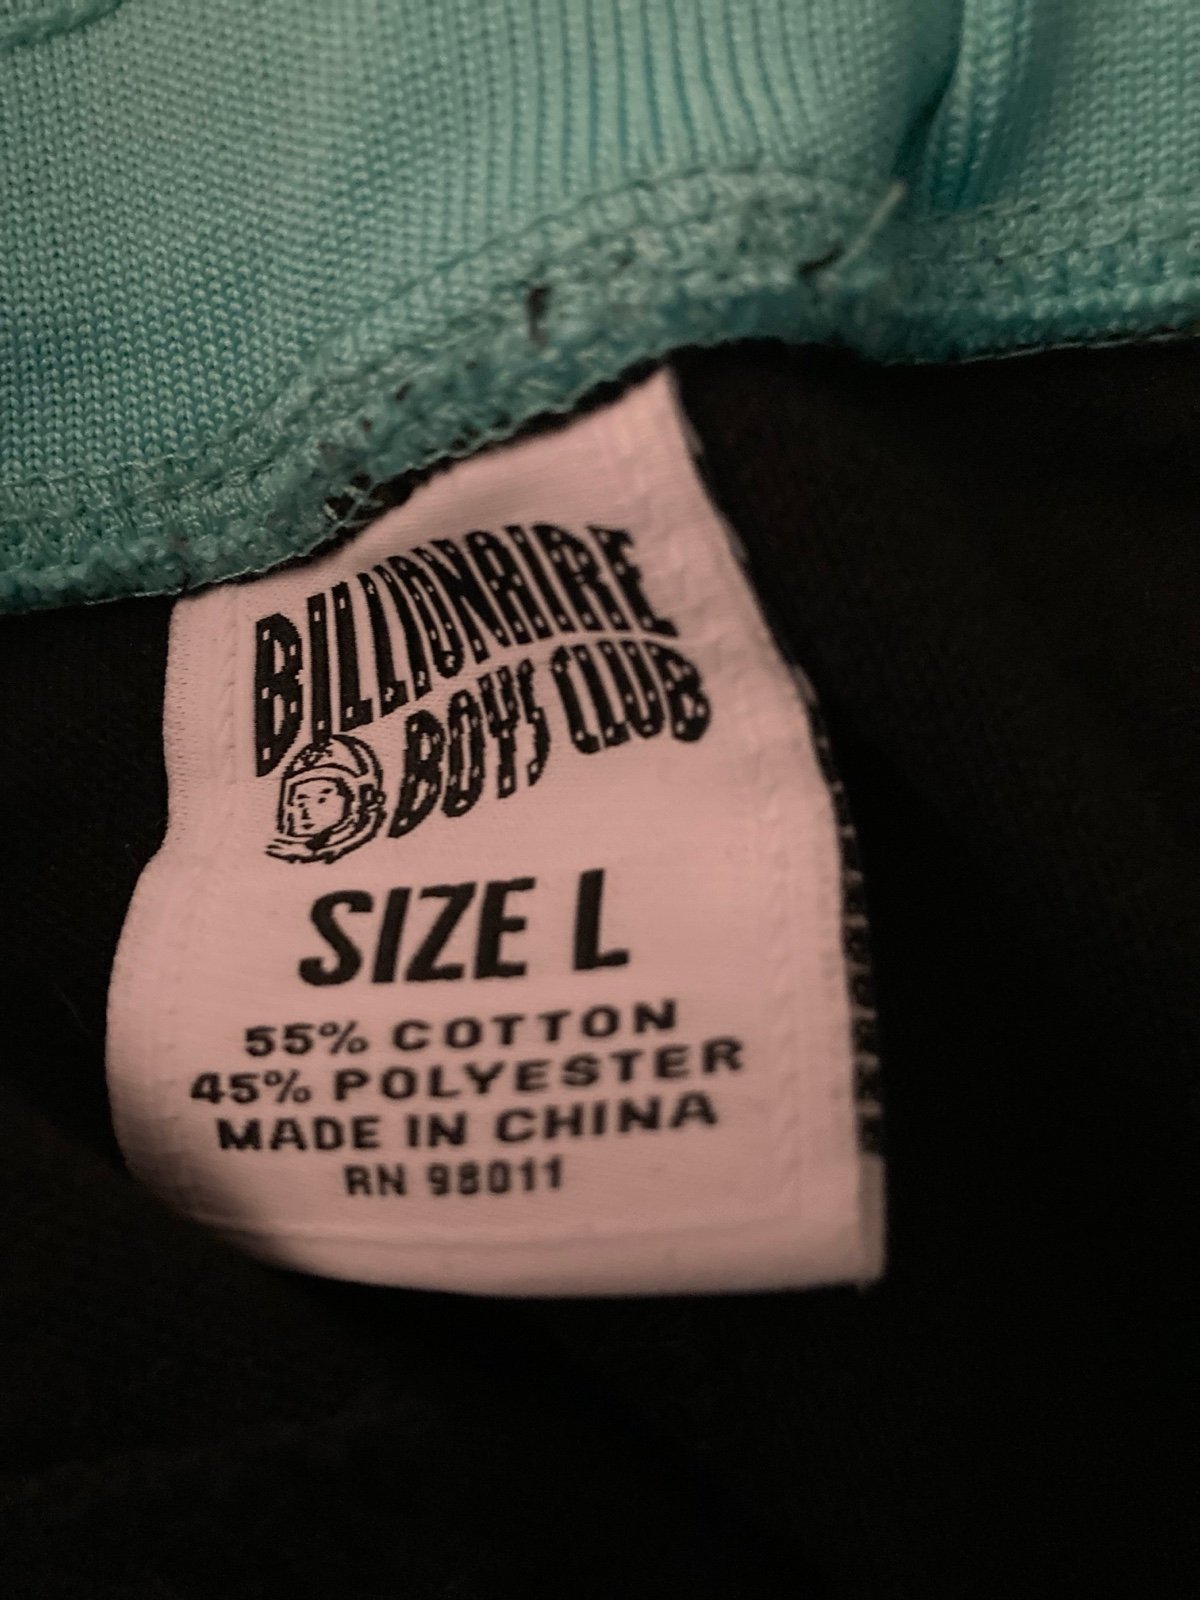 BILLIONAIRE
BOYS CLUB
SIZE L
55% COTTON
45% POLYESTER
MADE IN CHINA
RN 98011